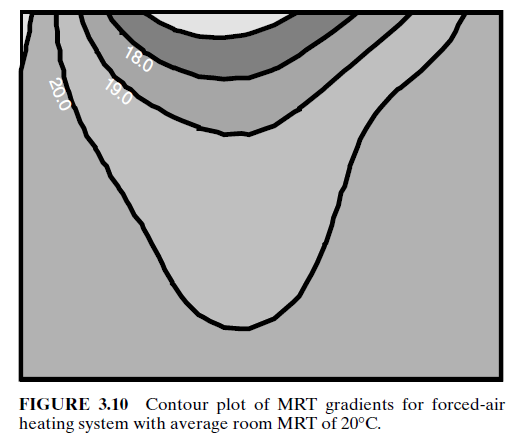 18.0
19.0
20.0
FIGURE 3.10 Contour plot of MRT gradients for forced-air
heating system with average room MRT of 20°C.